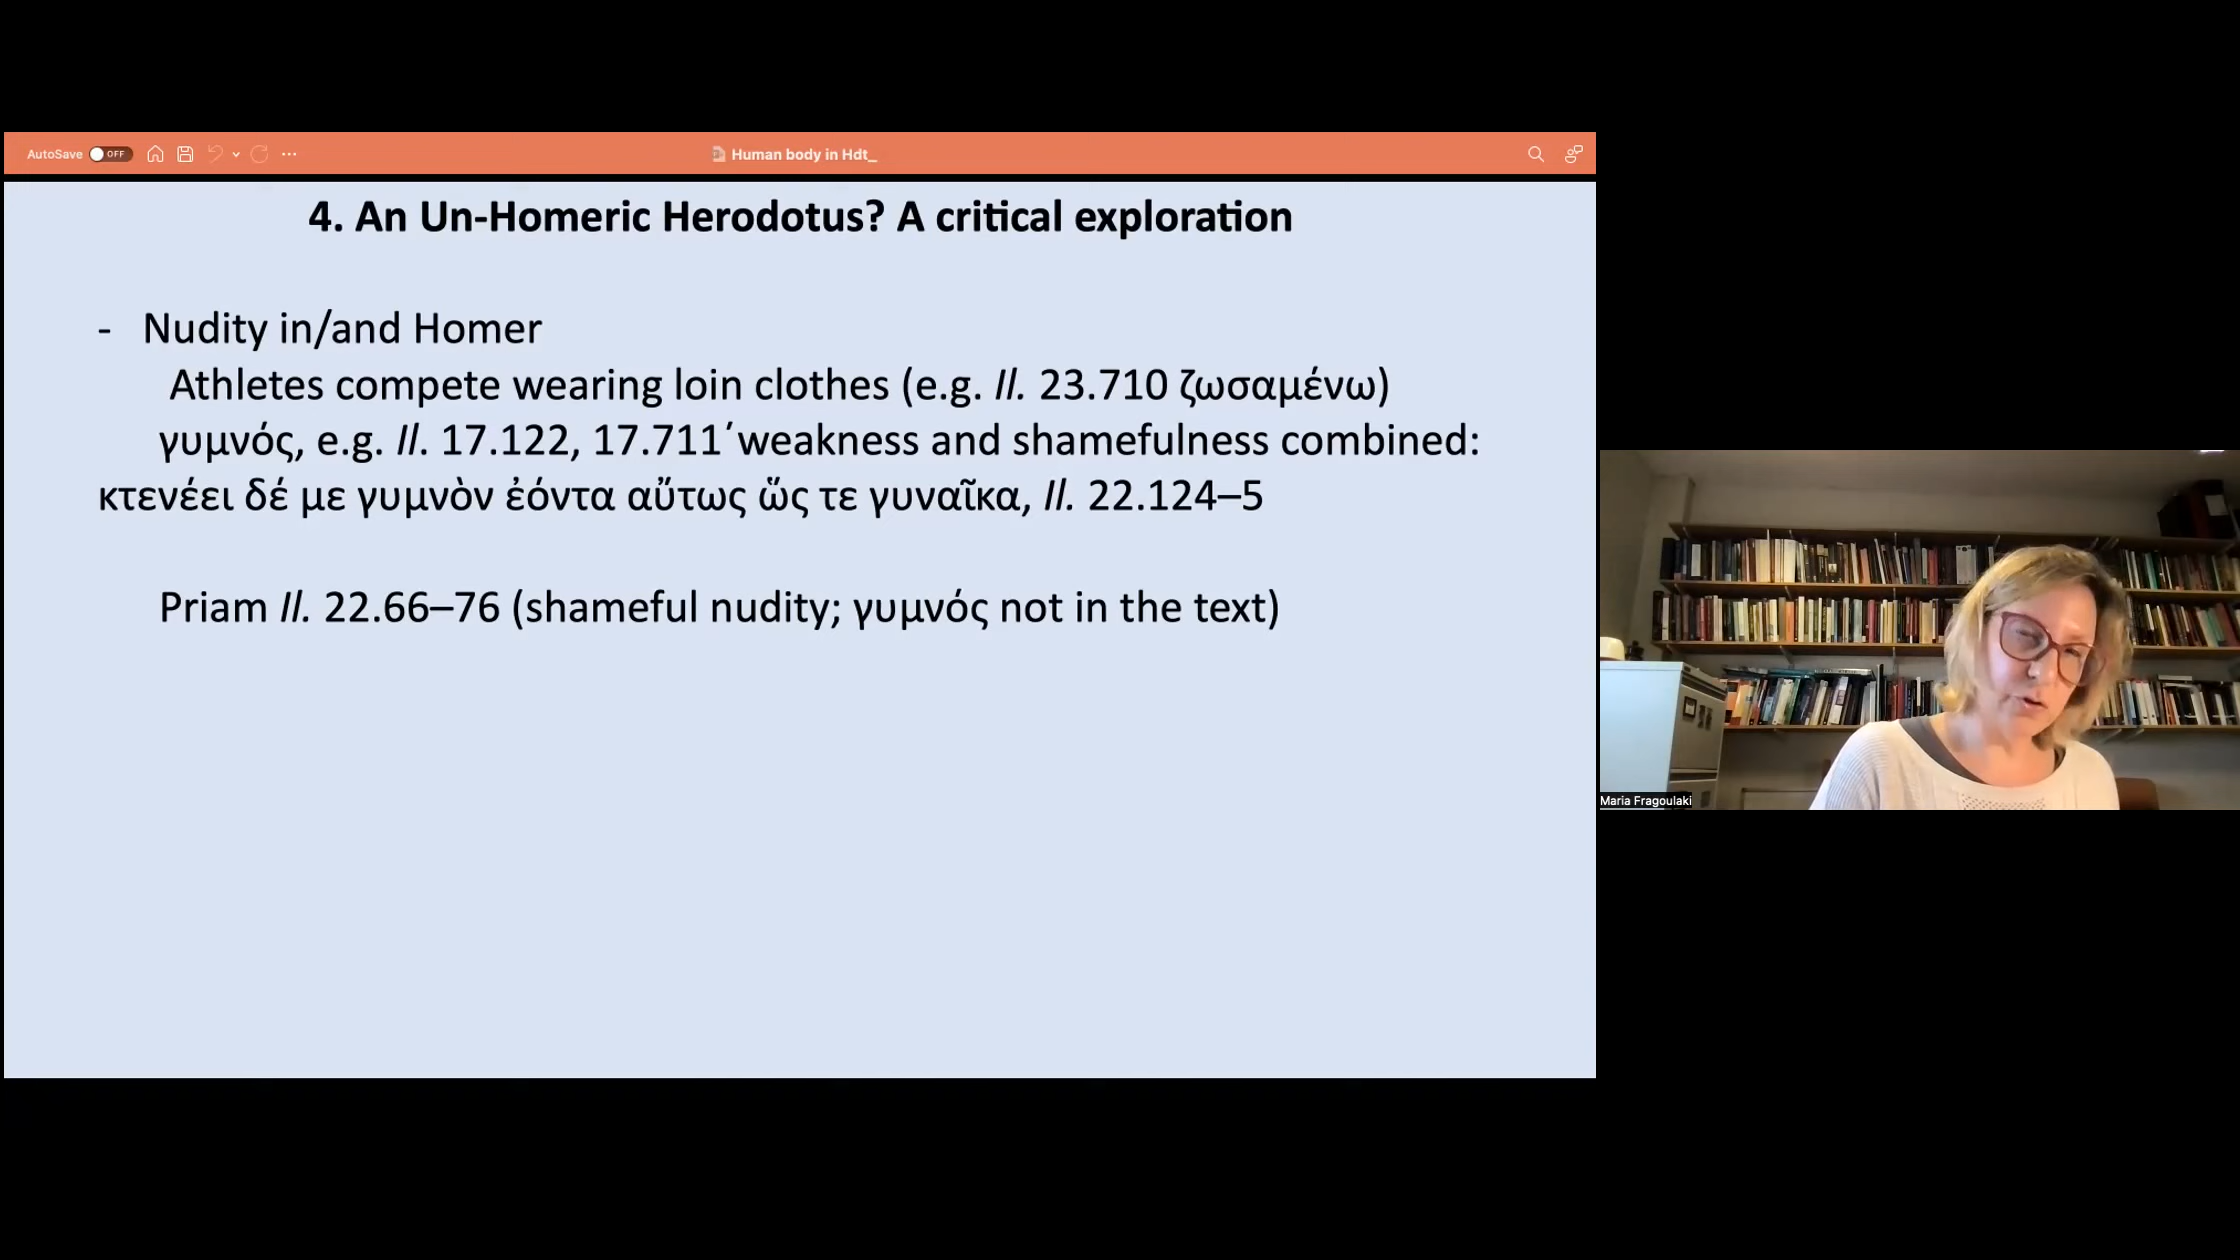 AutoSave OFF
Human body in Hdt_
4. An Un-Homeric Herodotus? A critical exploration
- Nudity in/and Homer
Athletes compete wearing loin clothes (e.g. Il. 23.710 ζωσαμένω)
γυμνός, e.g. Il. 17.122, 17.711΄weakness and shamefulness combined:
κτενέει δέ με γυμνὸν ἐόντα αὔτως ὥς τε γυναῖκα, Il. 22.124–5
Priam Il. 22.66–76 (shameful nudity; γυμνός not in the text)
Maria Fragoulaki